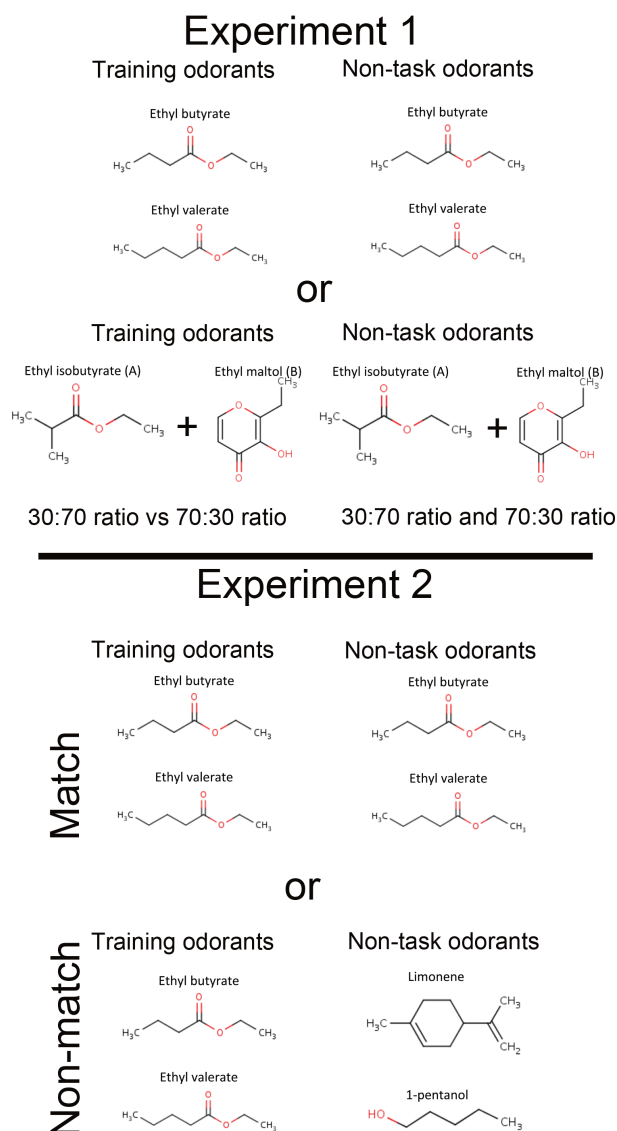 Experiment 1
Training odorants Non-task odorants
Ethyl butyrate Ethyl butyrate
O O
H₃C O CH₃ H₃C O CH₃
Ethyl valerate Ethyl valerate
O O
H₃C O CH₃ H₃C O CH₃
or
Training odorants Non-task odorants
Ethyl isobutyrate (A) Ethyl maltol (B) Ethyl isobutyrate (A) Ethyl maltol (B)
O CH₃ O CH₃
H₃C O CH₃ + O H₃C O CH₃ + O
CH₃ O OH CH₃ O OH
30:70 ratio vs 70:30 ratio 30:70 ratio and 70:30 ratio
Experiment 2
Match
Training odorants Non-task odorants
Ethyl butyrate Ethyl butyrate
O O
H₃C O CH₃ H₃C O CH₃
Ethyl valerate Ethyl valerate
O O
H₃C O CH₃ H₃C O CH₃
or
Non-match
Training odorants Non-task odorants
Ethyl butyrate Limonene
O CH₃
H₃C O CH₃ H₃C CH₂
Ethyl valerate 1-pentanol
O HO CH₃
H₃C O CH₃